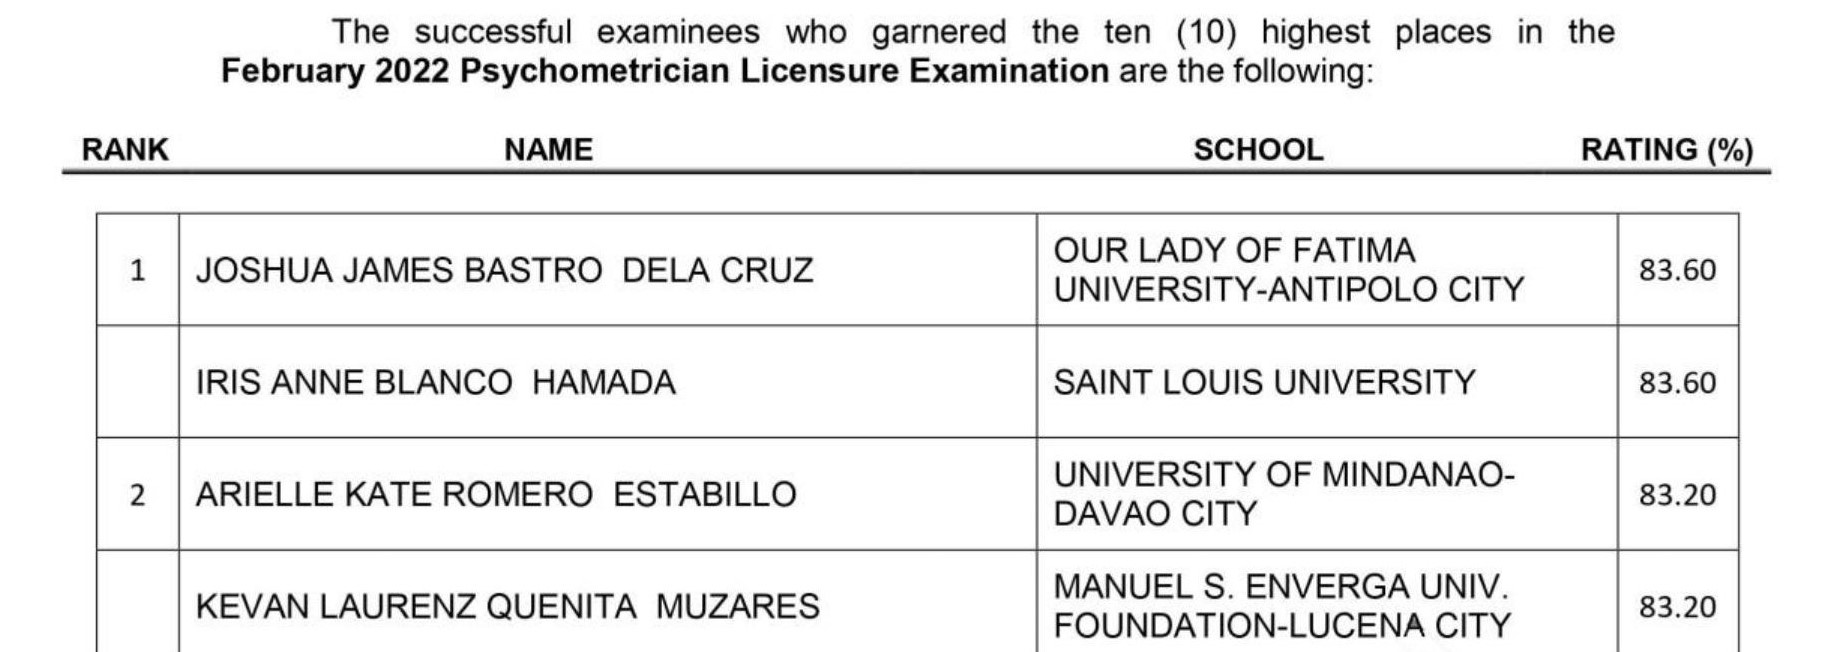 The successful examinees who garnered the ten (10) highest places in the
February 2022 Psychometrician Licensure Examination are the following:
RANK NAME SCHOOL RATING (%)
1 JOSHUA JAMES BASTRO DELA CRUZ OUR LADY OF FATIMA UNIVERSITY-ANTIPOLO CITY 83.60
IRIS ANNE BLANCO HAMADA SAINT LOUIS UNIVERSITY 83.60
2 ARIELLE KATE ROMERO ESTABILLO UNIVERSITY OF MINDANAO-DAVAO CITY 83.20
KEVAN LAURENZ QUENITA MUZARES MANUEL S. ENVERGA UNIV. FOUNDATION-LUCENA CITY 83.20